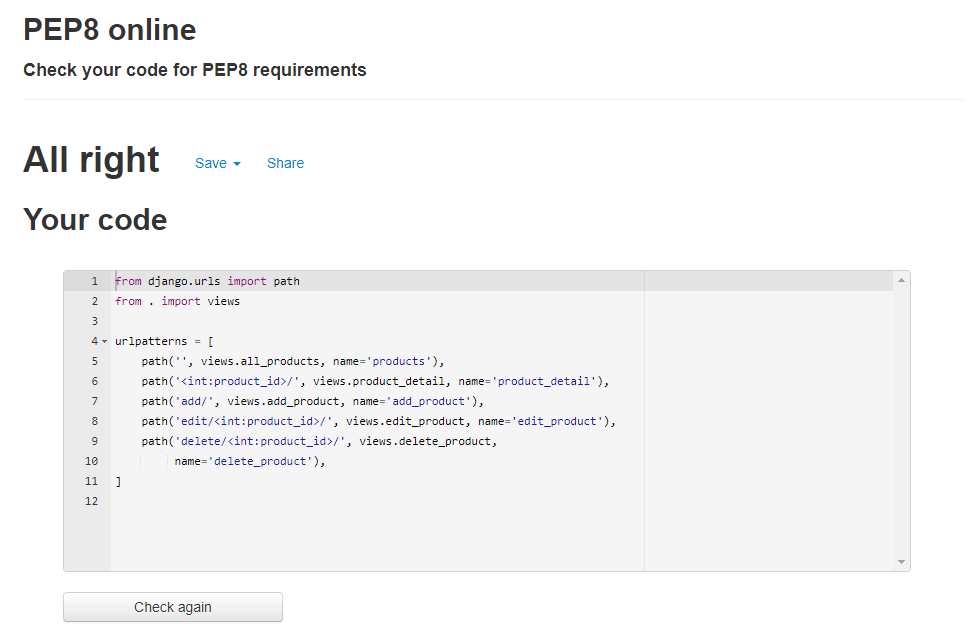 PEP8 online
Check your code for PEP8 requirements
All right Save Share
Your code
1 from django.urls import path
2 from . import views
3
4 urlpatterns = [
5     path('', views.all_products, name='products'),
6     path('<int:product_id>/', views.product_detail, name='product_detail'),
7     path('add/', views.add_product, name='add_product'),
8     path('edit/<int:product_id>/', views.edit_product, name='edit_product'),
9     path('delete/<int:product_id>/', views.delete_product,
10          name='delete_product'),
11 ]
12
Check again